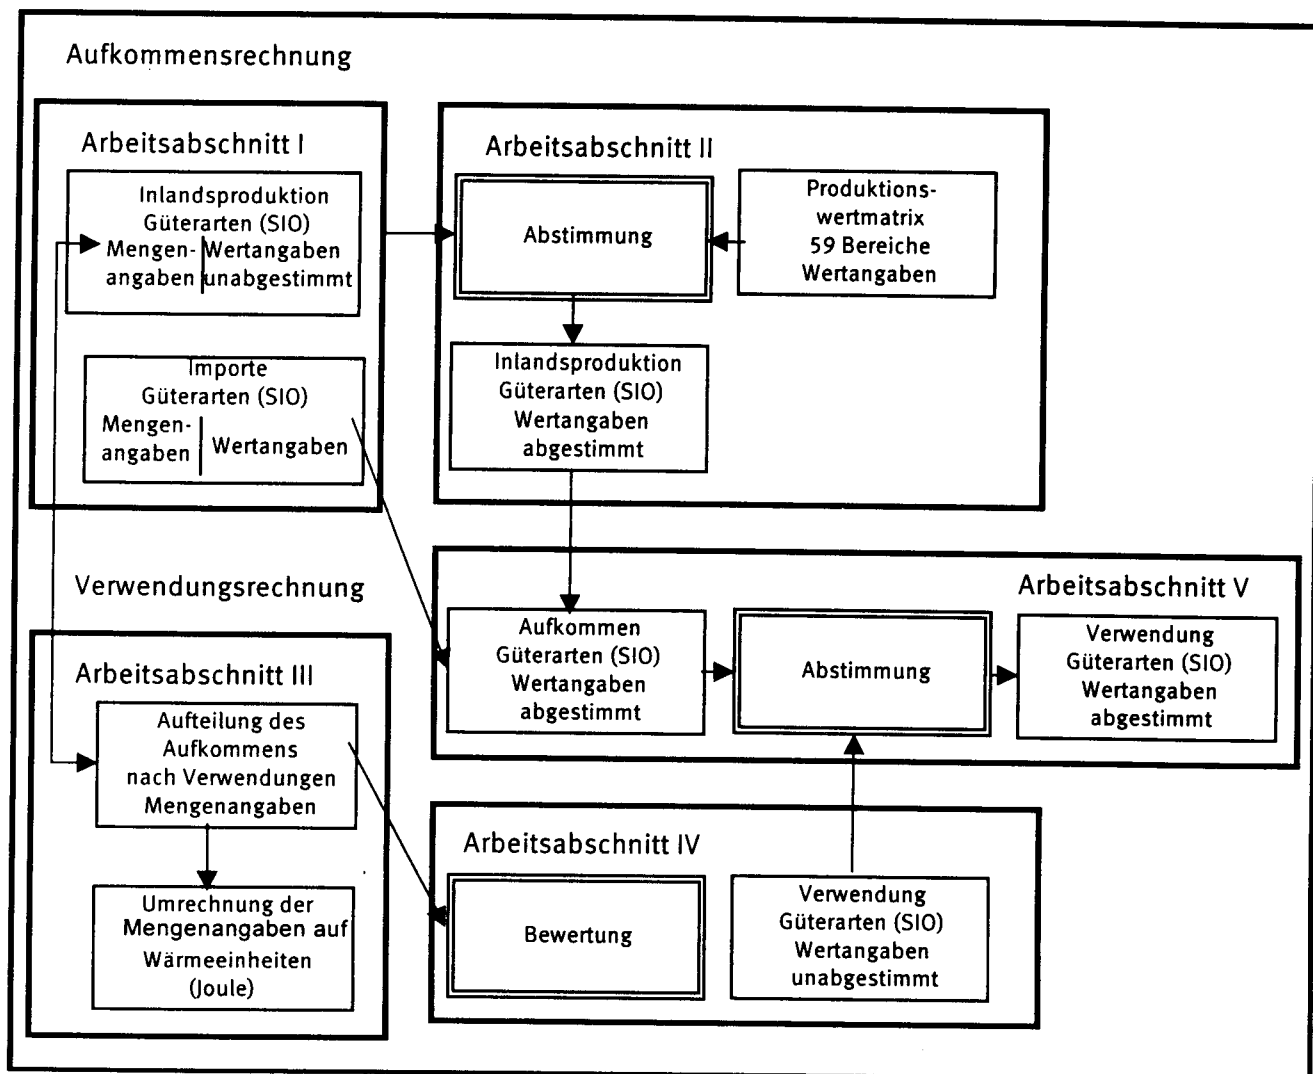 Aufkommensrechnung
Arbeitsabschnitt I
Inlandsproduktion
Güterarten (SIO)
Mengen- Wertangaben
angaben unabgestimmt
Importe
Güterarten (SIO)
Mengen-
angaben Wertangaben
Arbeitsabschnitt II
Abstimmung
Produktions-
wertmatrix
59 Bereiche
Wertangaben
Inlandsproduktion
Güterarten (SIO)
Wertangaben
abgestimmt
Verwendungsrechnung
Arbeitsabschnitt III
Aufteilung des
Aufkommens
nach Verwendungen
Mengenangaben
Umrechnung der
Mengenangaben auf
Wärmeeinheiten
(Joule)
Arbeitsabschnitt V
Aufkommen
Güterarten (SIO)
Wertangaben
abgestimmt
Abstimmung
Verwendung
Güterarten (SIO)
Wertangaben
abgestimmt
Arbeitsabschnitt IV
Bewertung
Verwendung
Güterarten (SIO)
Wertangaben
unabgestimmt